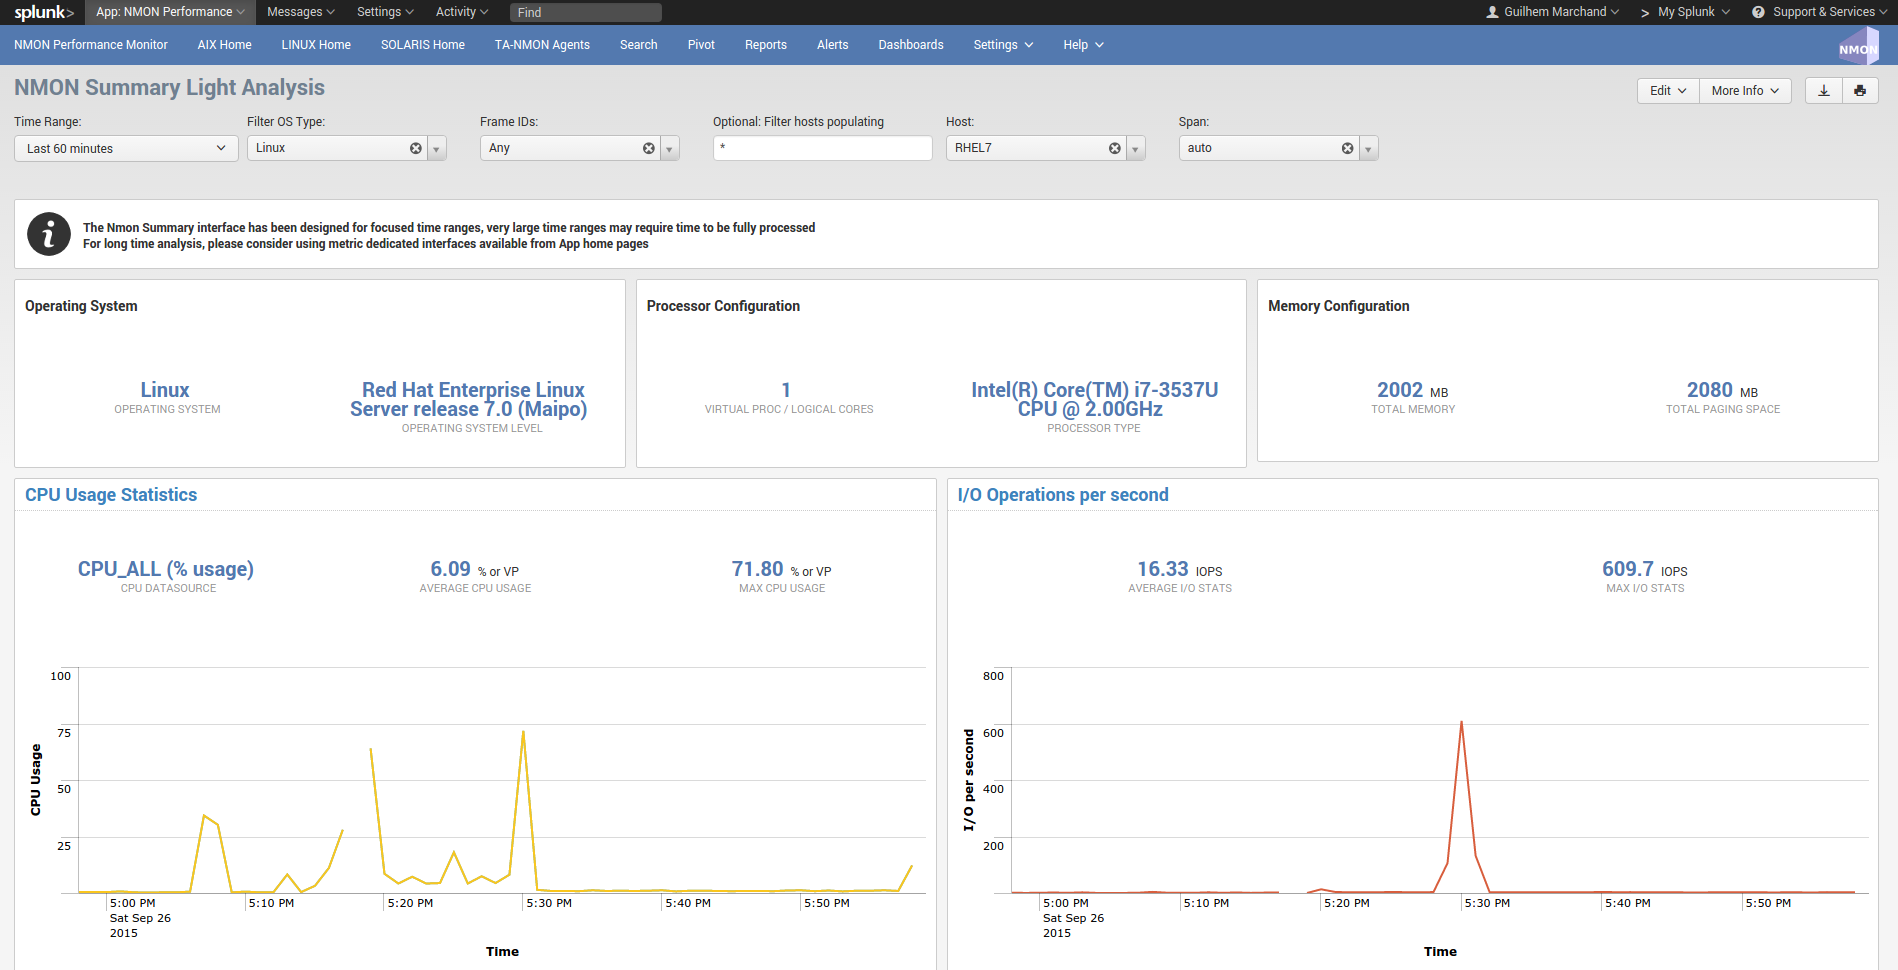 splunk> App: NMON Performance Messages Settings Activity Find Guilhem Marchand > My Splunk ? Support & Services
NMON Performance Monitor AIX Home LINUX Home SOLARIS Home TA-NMON Agents Search Pivot Reports Alerts Dashboards Settings Help NMON
NMON Summary Light Analysis
Edit More Info
Time Range: Filter OS Type: Frame IDs: Optional: Filter hosts populating Host: Span:
Last 60 minutes Linux Any * RHEL7 auto
i
The Nmon Summary interface has been designed for focused time ranges, very large time ranges may require time to be fully processed
For long time analysis, please consider using metric dedicated interfaces available from App home pages
Operating System
Linux
OPERATING SYSTEM
Red Hat Enterprise Linux
Server release 7.0 (Maipo)
OPERATING SYSTEM LEVEL
Processor Configuration
1
VIRTUAL PROC / LOGICAL CORES
Intel(R) Core(TM) i7-3537U
CPU @ 2.00GHz
PROCESSOR TYPE
Memory Configuration
2002 MB
TOTAL MEMORY
2080 MB
TOTAL PAGING SPACE
CPU Usage Statistics
CPU_ALL (% usage)
CPU DATASOURCE
6.09 % or VP
AVERAGE CPU USAGE
71.80 % or VP
MAX CPU USAGE
100
75
50
25
CPU Usage
5:00 PM 5:10 PM 5:20 PM 5:30 PM 5:40 PM 5:50 PM
Sat Sep 26
2015
Time
I/O Operations per second
16.33 IOPS
AVERAGE I/O STATS
609.7 IOPS
MAX I/O STATS
800
600
400
200
I/O per second
5:00 PM 5:10 PM 5:20 PM 5:30 PM 5:40 PM 5:50 PM
Sat Sep 26
2015
Time